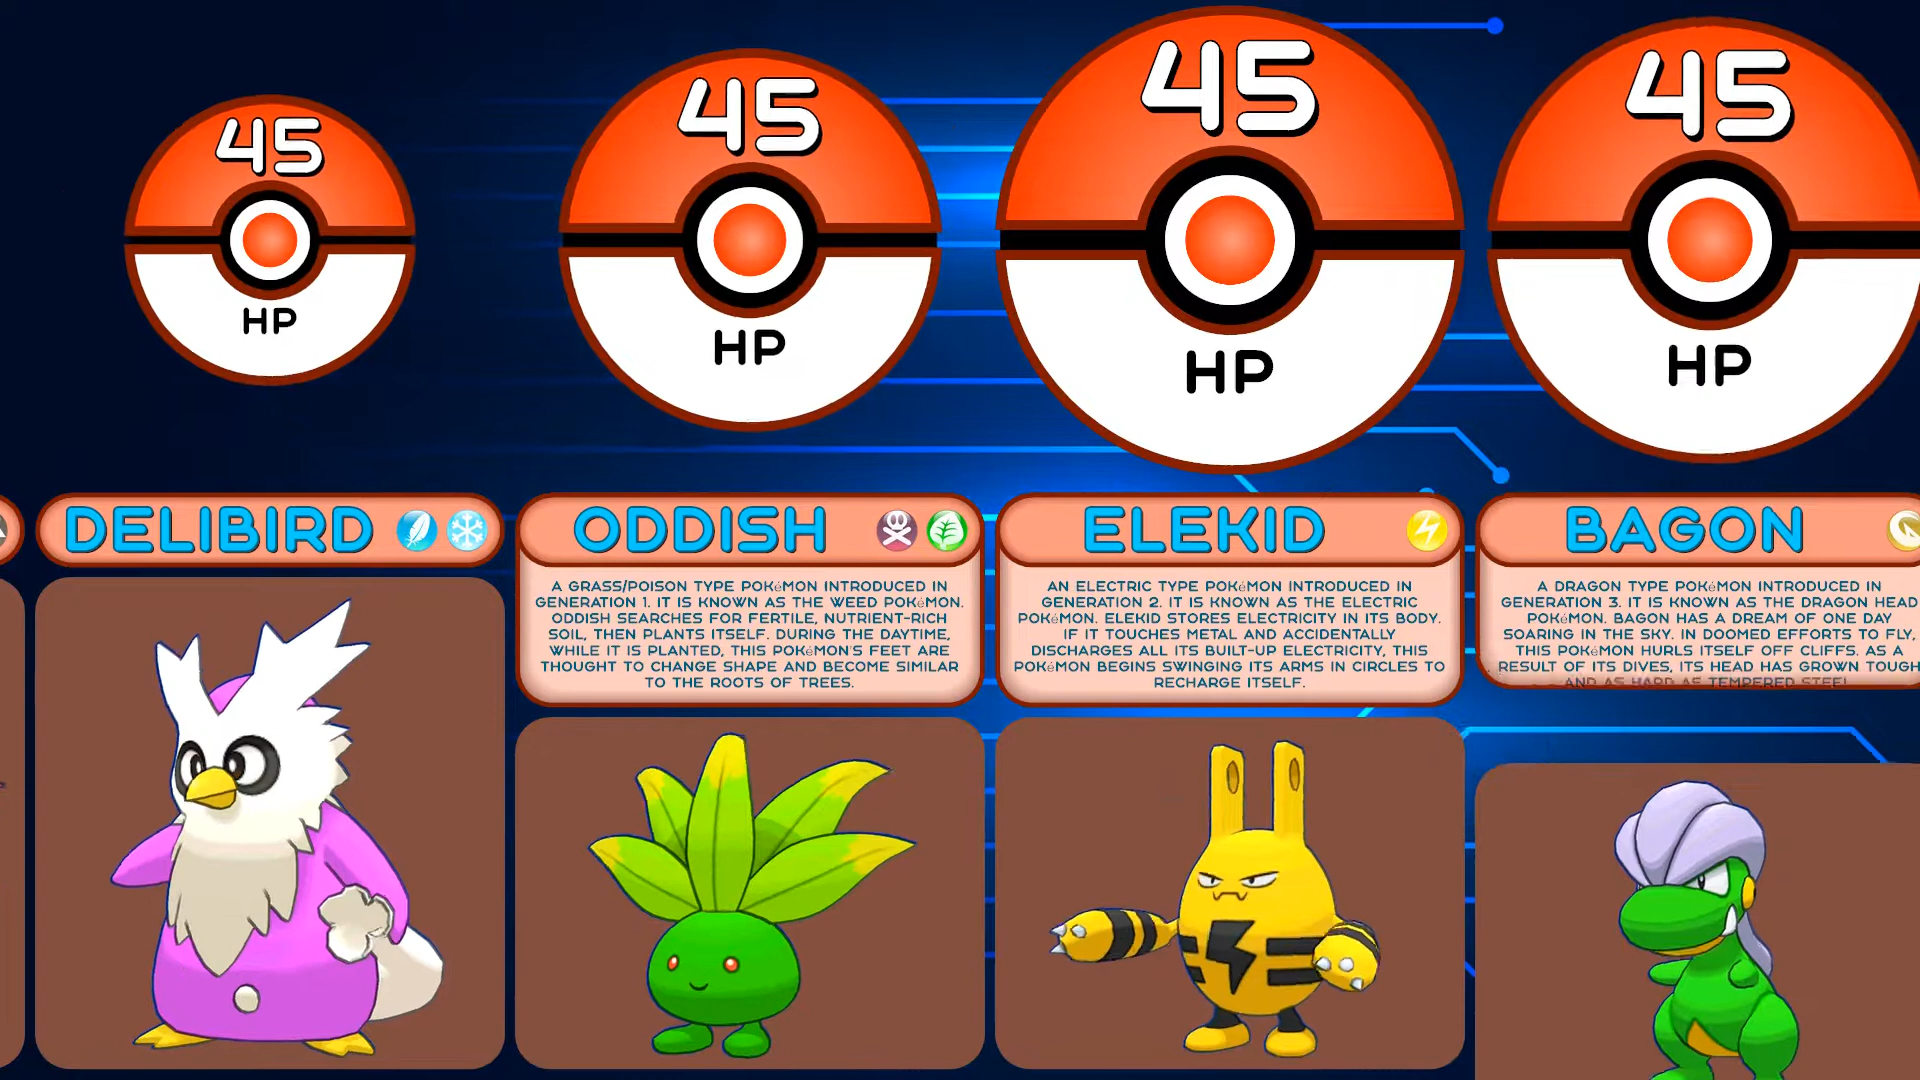 45
HP
45
HP
45
HP
45
HP
DELIBIRD
ODDISH
A GRASS/POISON TYPE POKéMON INTRODUCED IN
GENERATION 1. IT IS KNOWN AS THE WEED POKéMON.
ODDISH SEARCHES FOR FERTILE, NUTRIENT-RICH
SOIL, THEN PLANTS ITSELF. DURING THE DAYTIME,
WHILE IT IS PLANTED, THIS POKéMON'S FEET ARE
THOUGHT TO CHANGE SHAPE AND BECOME SIMILAR
TO THE ROOTS OF TREES.
ELEKID
AN ELECTRIC TYPE POKéMON INTRODUCED IN
GENERATION 2. IT IS KNOWN AS THE ELECTRIC
POKéMON. ELEKID STORES ELECTRICITY IN ITS BODY.
IF IT TOUCHES METAL AND ACCIDENTALLY
DISCHARGES ALL ITS BUILT-UP ELECTRICITY, THIS
POKéMON BEGINS SWINGING ITS ARMS IN CIRCLES TO
RECHARGE ITSELF.
BAGON
A DRAGON TYPE POKéMON INTRODUCED IN
GENERATION 3. IT IS KNOWN AS THE DRAGON HEAD
POKéMON. BAGON HAS A DREAM OF ONE DAY
SOARING IN THE SKY. IN DOOMED EFFORTS TO FLY,
THIS POKéMON HURLS ITSELF OFF CLIFFS. AS A
RESULT OF ITS DIVES, ITS HEAD HAS GROWN TOUGH
AND AS HARD AS TEMPERED STEEL